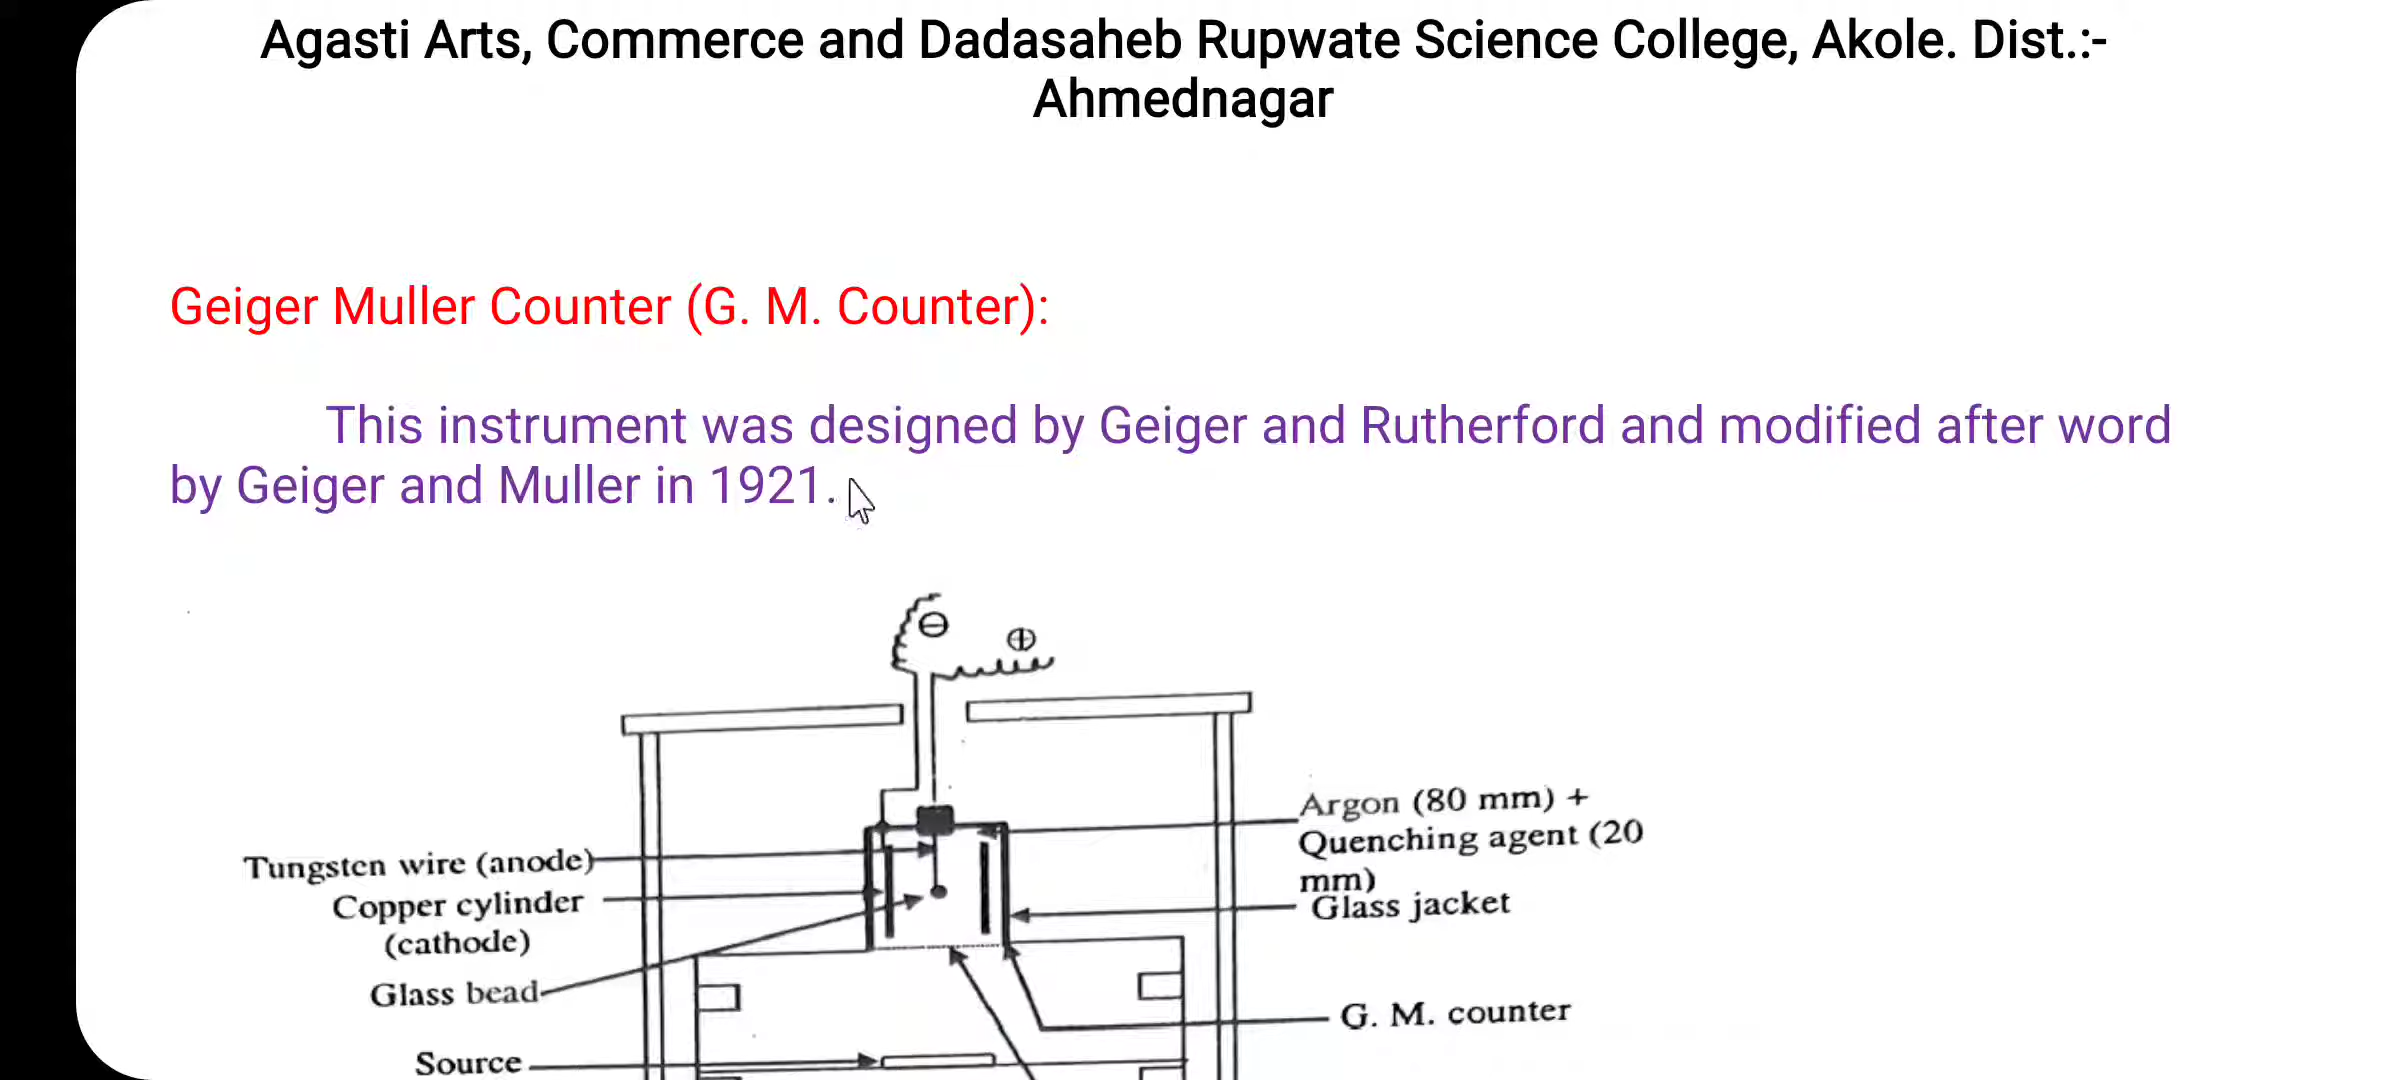 Agasti Arts, Commerce and Dadasaheb Rupwate Science College, Akole. Dist.:-
Ahmednagar
Geiger Muller Counter (G. M. Counter):
This instrument was designed by Geiger and Rutherford and modified after word
by Geiger and Muller in 1921.
Argon (80 mm) +
Quenching agent (20
mm)
Tungsten wire (anode)
Copper cylinder
(cathode)
Glass jacket
Glass bead
G. M. counter
Source